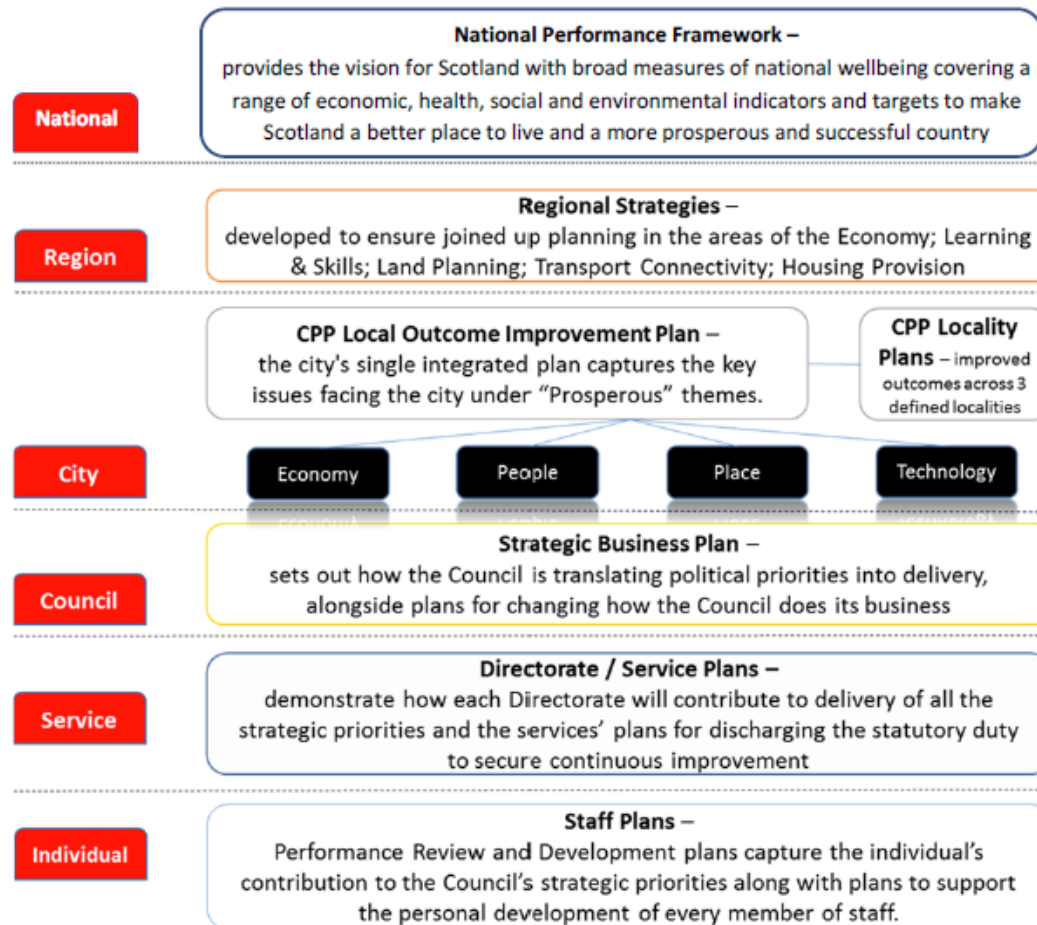 National Performance Framework –
provides the vision for Scotland with broad measures of national wellbeing covering a
range of economic, health, social and environmental indicators and targets to make
Scotland a better place to live and a more prosperous and successful country
National
Regional Strategies –
developed to ensure joined up planning in the areas of the Economy; Learning
& Skills; Land Planning; Transport Connectivity; Housing Provision
Region
CPP Local Outcome Improvement Plan –
the city's single integrated plan captures the key
issues facing the city under “Prosperous” themes.
CPP Locality
Plans – improved
outcomes across 3
defined localities
City
Economy
People
Place
Technology
Strategic Business Plan –
sets out how the Council is translating political priorities into delivery,
alongside plans for changing how the Council does its business
Council
Directorate / Service Plans –
demonstrate how each Directorate will contribute to delivery of all the
strategic priorities and the services’ plans for discharging the statutory duty
to secure continuous improvement
Service
Staff Plans –
Performance Review and Development plans capture the individual’s
contribution to the Council’s strategic priorities along with plans to support
the personal development of every member of staff.
Individual